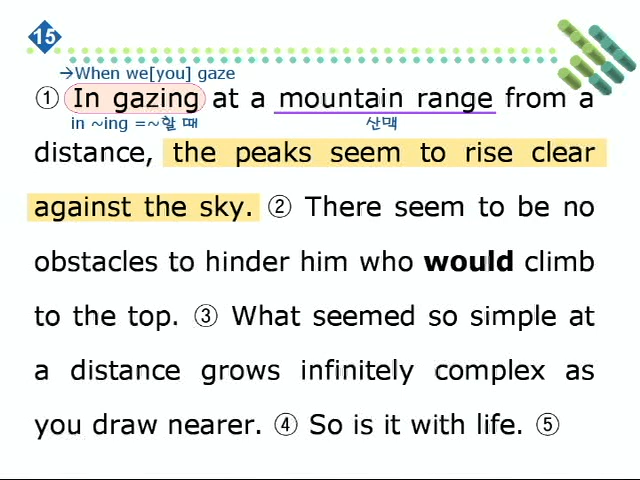 15
→When we[you] gaze
① In gazing at a mountain range from a
in ~ing =~할 때 산맥
distance, the peaks seem to rise clear
against the sky. ② There seem to be no
obstacles to hinder him who would climb
to the top. ③ What seemed so simple at
a distance grows infinitely complex as
you draw nearer. ④ So is it with life. ⑤